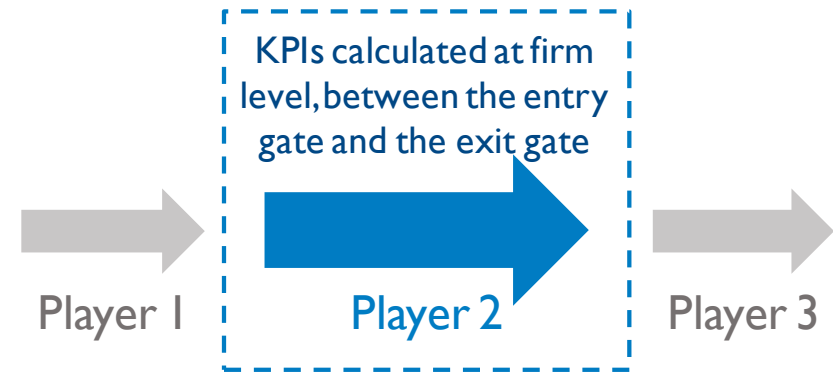 KPIs calculated at firm
level, between the entry
gate and the exit gate
Player 1
Player 2
Player 3